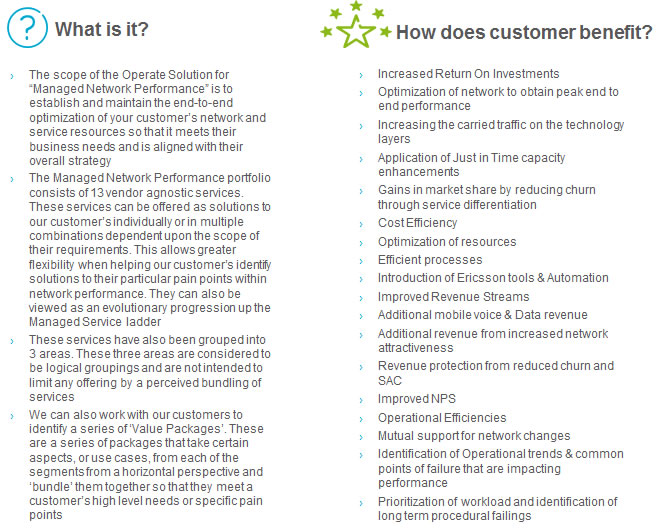 What is it?
› The scope of the Operate Solution for
“Managed Network Performance” is to
establish and maintain the end-to-end
optimization of your customer’s network and
service resources so that it meets their
business needs and is aligned with their
overall strategy
› The Managed Network Performance portfolio
consists of 13 vendor agnostic services.
These services can be offered as solutions to
our customer’s individually or in multiple
combinations dependent upon the scope of
their requirements. This allows greater
flexibility when helping our customer’s identify
solutions to their particular pain points within
network performance. They can also be
viewed as an evolutionary progression up the
Managed Service ladder
› These services have also been grouped into
3 areas. These three areas are considered to
be logical groupings and are not intended to
limit any offering by a perceived bundling of
services
› We can also work with our customers to
identify a series of ‘Value Packages’. These
are a series of packages that take certain
aspects, or use cases, from each of the
segments from a horizontal perspective and
‘bundle’ them together so that they meet a
customer’s high level needs or specific pain
points
How does customer benefit?
› Increased Return On Investments
› Optimization of network to obtain peak end to
end performance
› Increasing the carried traffic on the technology
layers
› Application of Just in Time capacity
enhancements
› Gains in market share by reducing churn
through service differentiation
› Cost Efficiency
› Optimization of resources
› Efficient processes
› Introduction of Ericsson tools & Automation
› Improved Revenue Streams
› Additional mobile voice & Data revenue
› Additional revenue from increased network
attractiveness
› Revenue protection from reduced churn and
SAC
› Improved NPS
› Operational Efficiencies
› Mutual support for network changes
› Identification of Operational trends & common
points of failure that are impacting
performance
› Prioritization of workload and identification of
long term procedural failings